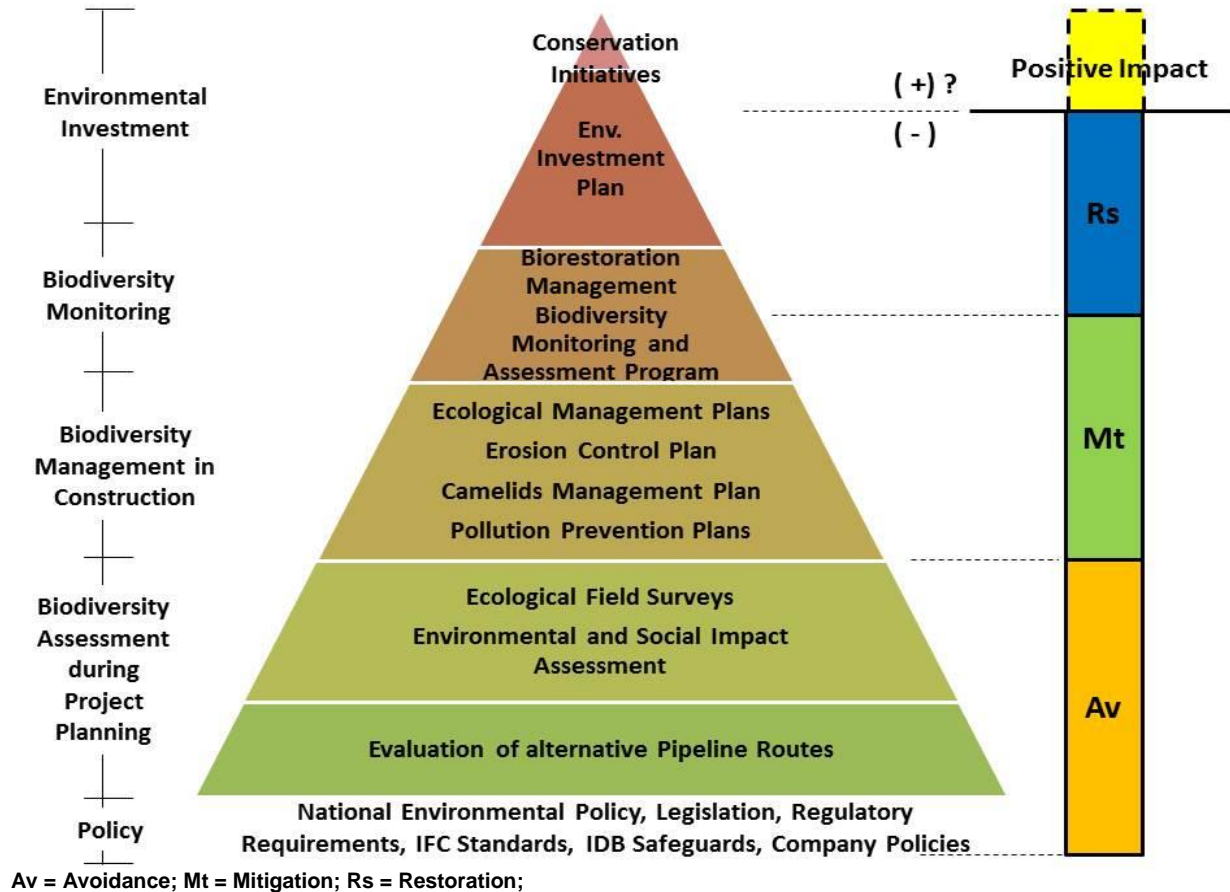 Environmental
Investment
Biodiversity
Monitoring
Biodiversity
Management in
Construction
Biodiversity
Assessment
during
Project
Planning
Policy
Conservation
Initiatives
Env.
Investment
Plan
Biorestoration
Management
Biodiversity
Monitoring and
Assessment Program
Ecological Management Plans
Erosion Control Plan
Camelids Management Plan
Pollution Prevention Plans
Ecological Field Surveys
Environmental and Social Impact
Assessment
Evaluation of alternative Pipeline Routes
National Environmental Policy, Legislation, Regulatory
Requirements, IFC Standards, IDB Safeguards, Company Policies
( +) ?
( - )
Positive Impact
Rs
Mt
Av
Av = Avoidance; Mt = Mitigation; Rs = Restoration;